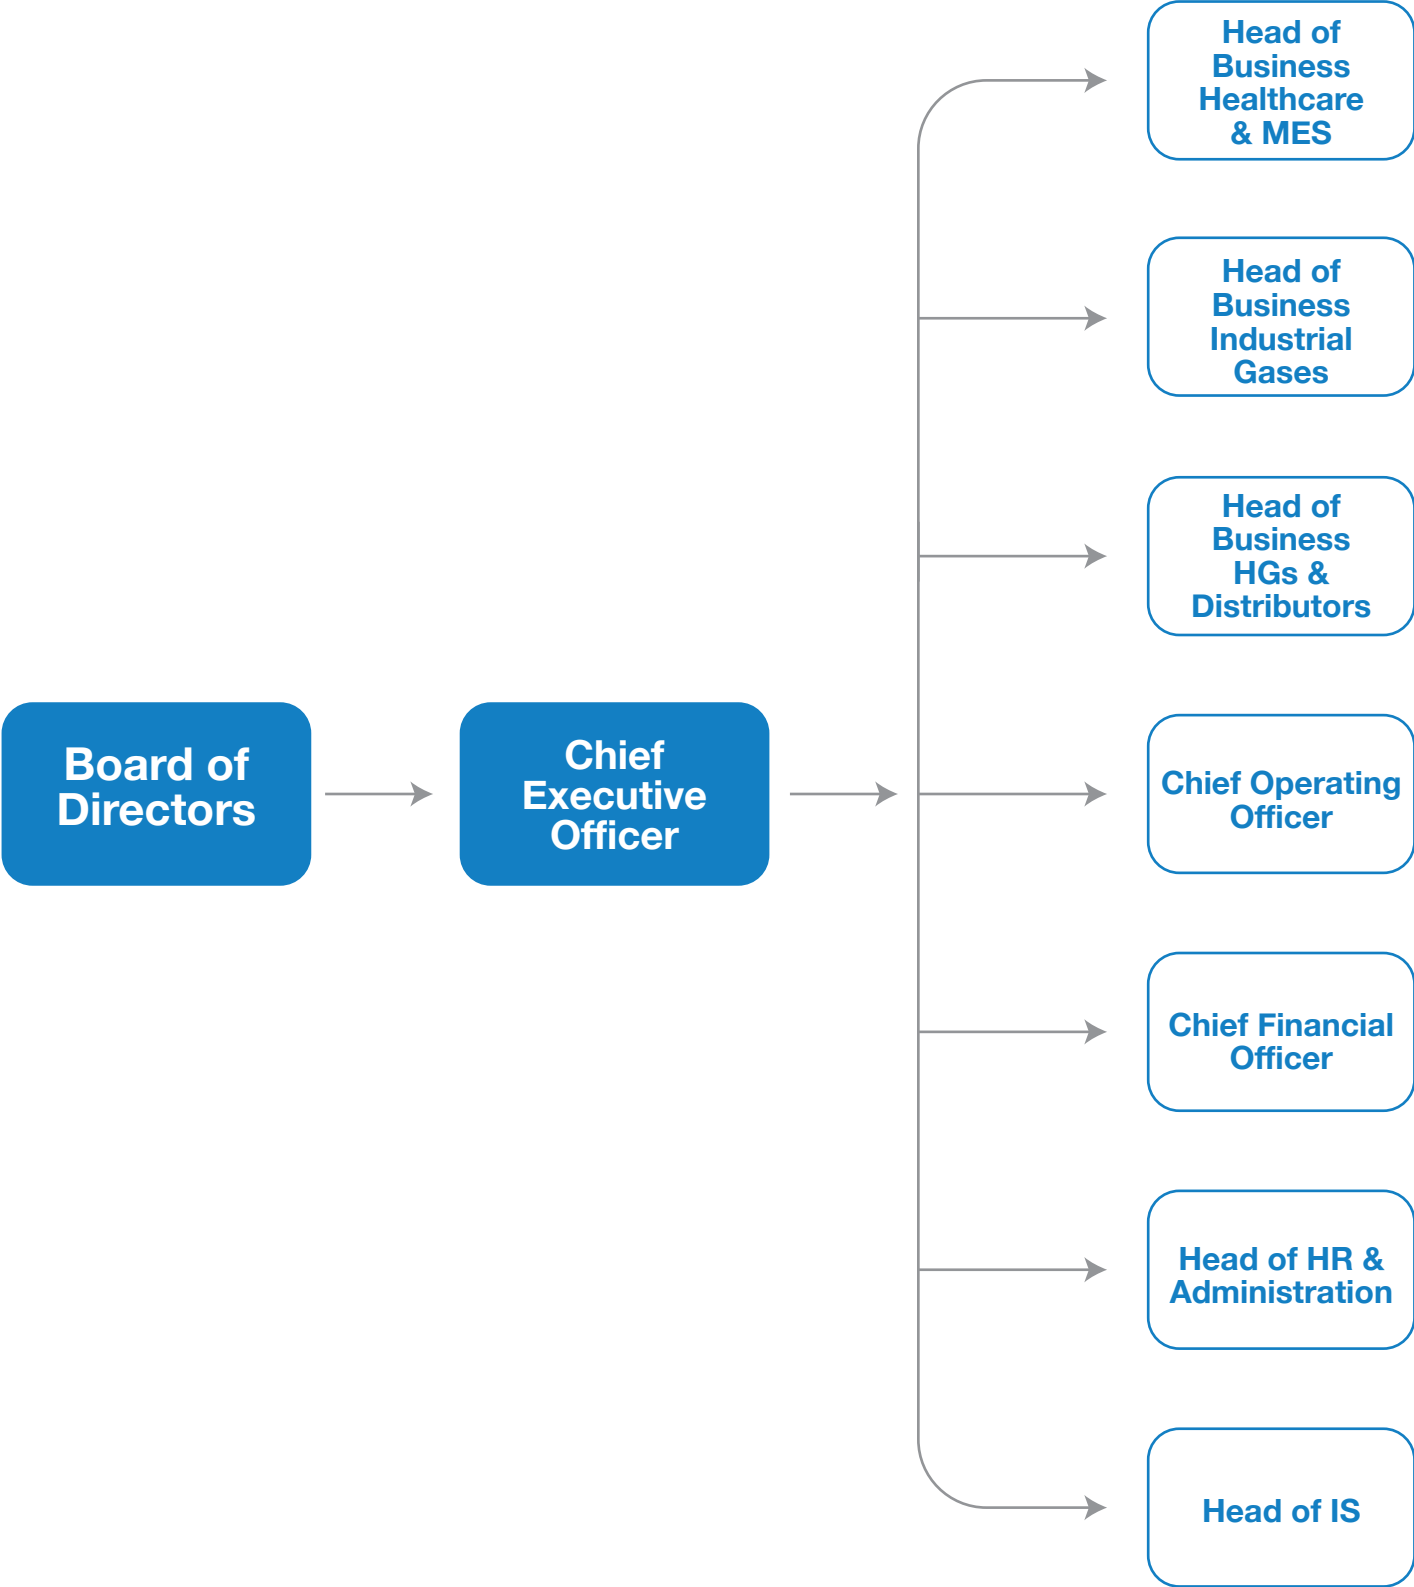 Board of
Directors
Chief
Executive
Officer
Head of
Business
Healthcare
& MES
Head of
Business
Industrial
Gases
Head of
Business
HGs &
Distributors
Chief Operating
Officer
Chief Financial
Officer
Head of HR &
Administration
Head of IS